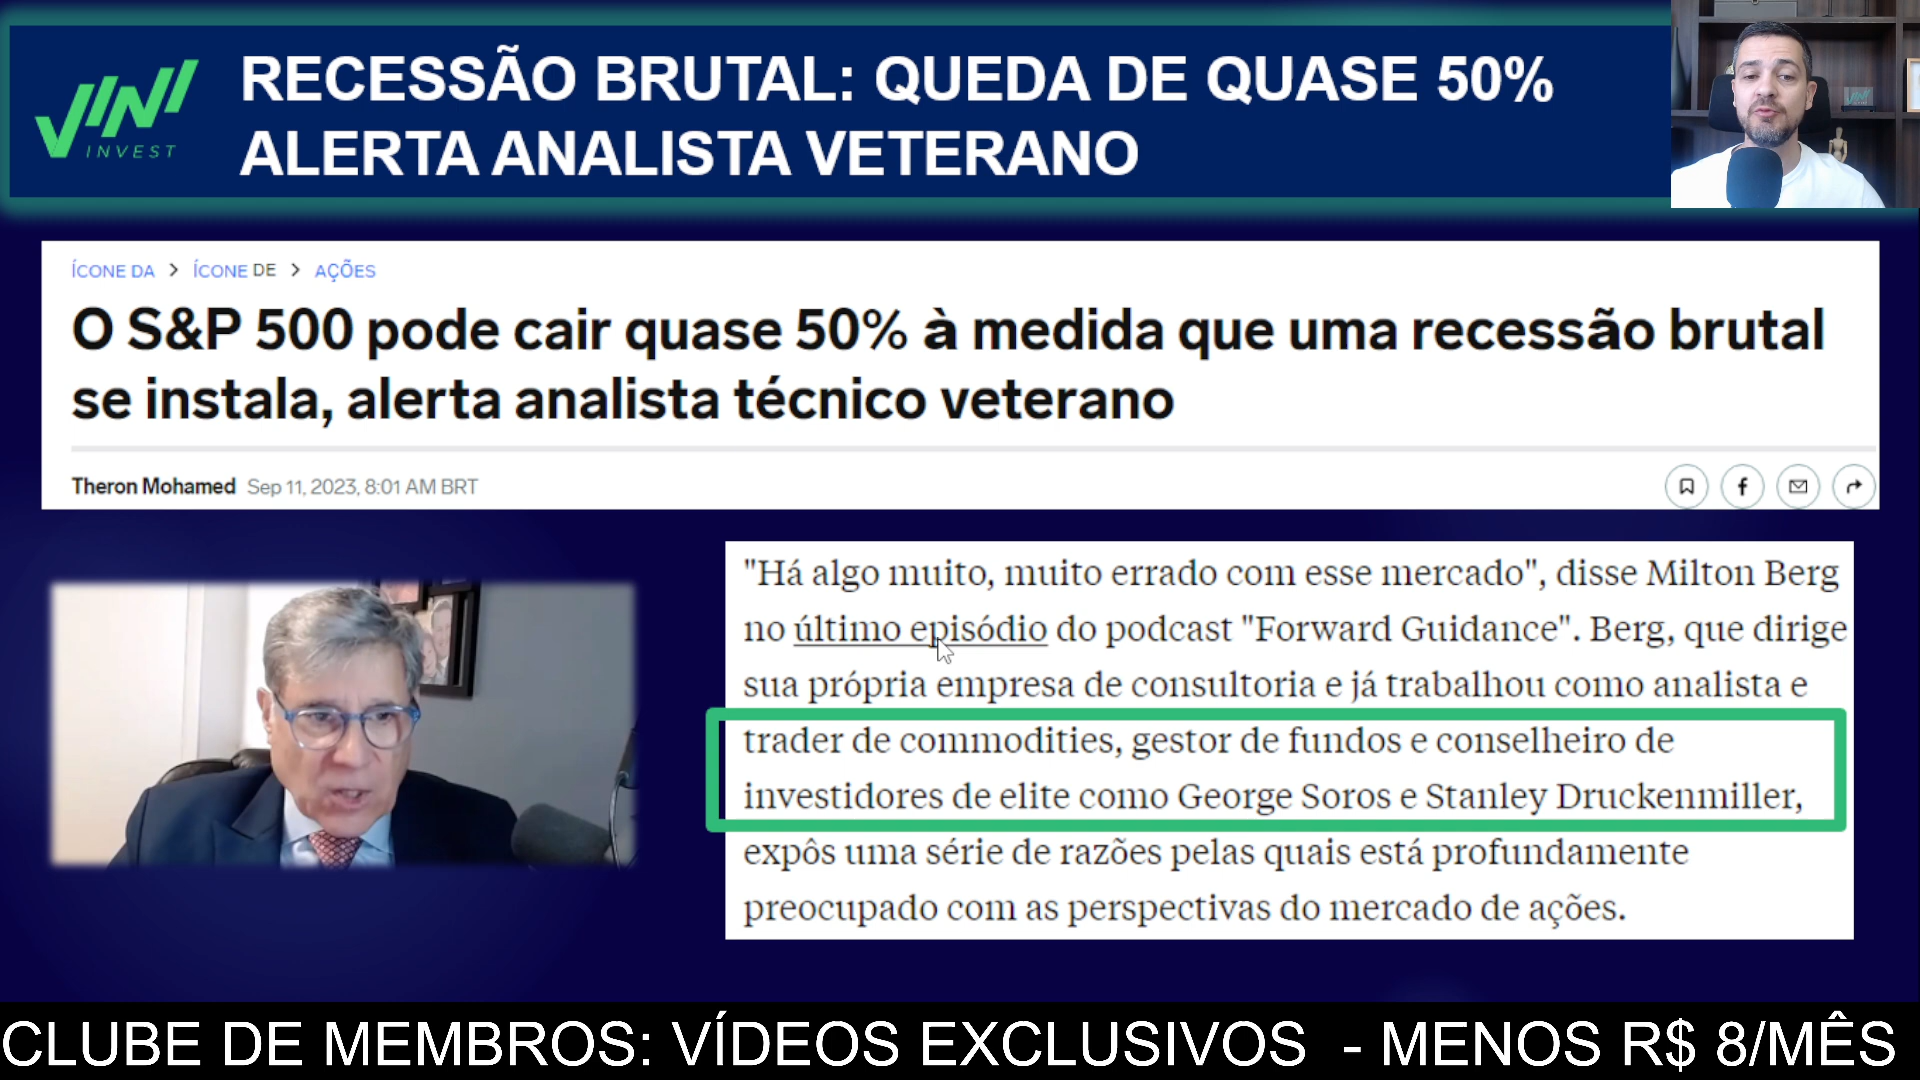 VINI
INVEST
RECESSÃO BRUTAL: QUEDA DE QUASE 50%
ALERTA ANALISTA VETERANO
ÍCONE DA > ÍCONE DE > AÇÕES
O S&P 500 pode cair quase 50% à medida que uma recessão brutal
se instala, alerta analista técnico veterano
Theron Mohamed Sep 11, 2023, 8:01 AM BRT
"Há algo muito, muito errado com esse mercado", disse Milton Berg
no último episódio do podcast "Forward Guidance". Berg, que dirige
sua própria empresa de consultoria e já trabalhou como analista e
trader de commodities, gestor de fundos e conselheiro de
investidores de elite como George Soros e Stanley Druckenmiller,
expôs uma série de razões pelas quais está profundamente
preocupado com as perspectivas do mercado de ações.
CLUBE DE MEMBROS: VÍDEOS EXCLUSIVOS - MENOS R$ 8/MÊS